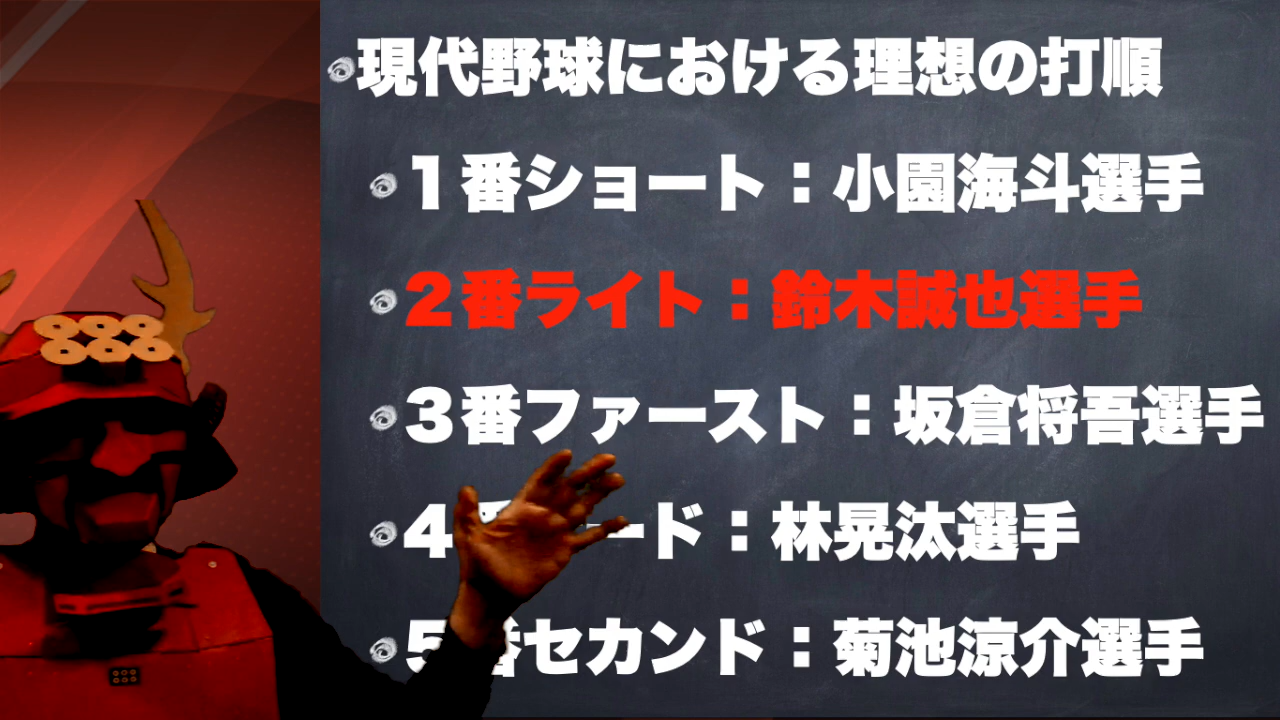 現代野球における理想の打順
１番ショート：小園海斗選手
２番ライト：鈴木誠也選手
３番ファースト：坂倉将吾選手
４ード：林晃汰選手
５番セカンド：菊池涼介選手